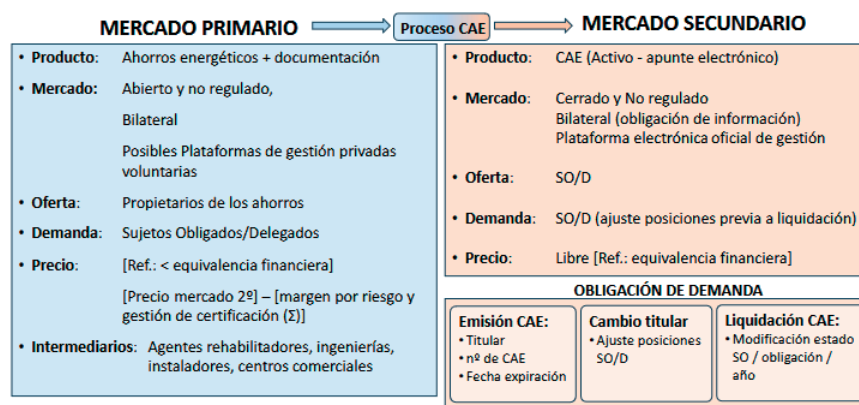 MERCADO PRIMARIO
Proceso CAE
MERCADO SECUNDARIO
• Producto: Ahorros energéticos + documentación
• Mercado: Abierto y no regulado,
Bilateral
Posibles Plataformas de gestión privadas
voluntarias
• Oferta: Propietarios de los ahorros
• Demanda: Sujetos Obligados/Delegados
• Precio: [Ref.: < equivalencia financiera]
[Precio mercado 2º] – [margen por riesgo y
gestión de certificación (Σ)]
• Intermediarios: Agentes rehabilitadores, ingenierías,
instaladores, centros comerciales
• Producto: CAE (Activo - apunte electrónico)
• Mercado: Cerrado y No regulado
Bilateral (obligación de información)
Plataforma electrónica oficial de gestión
• Oferta: SO/D
• Demanda: SO/D (ajuste posiciones previa a liquidación)
• Precio: Libre [Ref.: equivalencia financiera]
OBLIGACIÓN DE DEMANDA
Emisión CAE:
• Titular
• nº de CAE
• Fecha expiración
Cambio titular
• Ajuste posiciones
SO/D
Liquidación CAE:
• Modificación estado
SO / obligación /
año